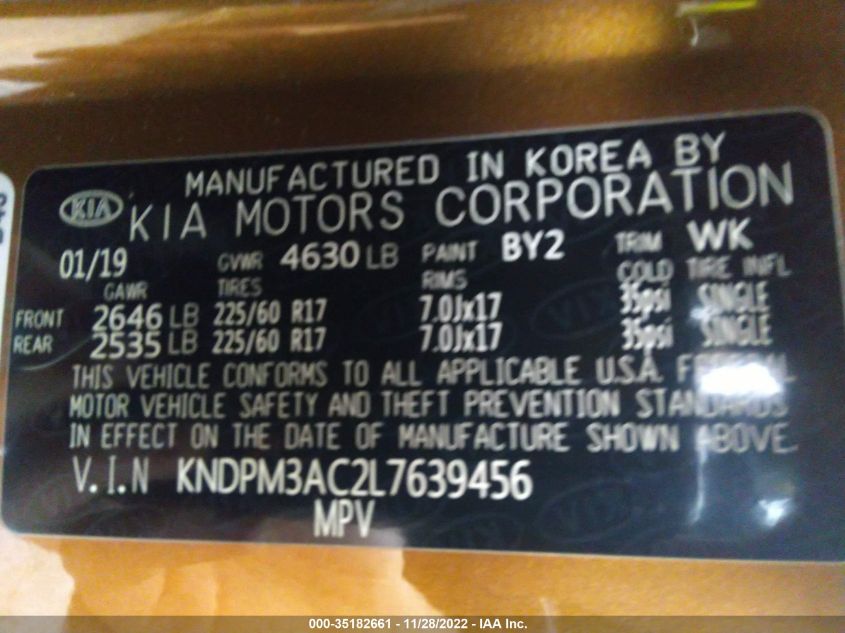 MANUFACTURED IN KOREA BY
KIA KIA MOTORS CORPORATION
01/19 GVWR 4630 LB PAINT BY2 TRIM WK
GAWR TIRES RIMS COLD TIRE INFL
FRONT 2646 LB 225/60 R17 7.0Jx17 35psi SINGLE
REAR 2535 LB 225/60 R17 7.0Jx17 35psi SINGLE
THIS VEHICLE CONFORMS TO ALL APPLICABLE U.S.A. FEDERAL
MOTOR VEHICLE SAFETY AND THEFT PREVENTION STANDARDS
IN EFFECT ON THE DATE OF MANUFACTURE SHOWN ABOVE.
V.I.N KNDPM3AC2L7639456
MPV
000-35182661 - 11/28/2022 - IAA Inc.